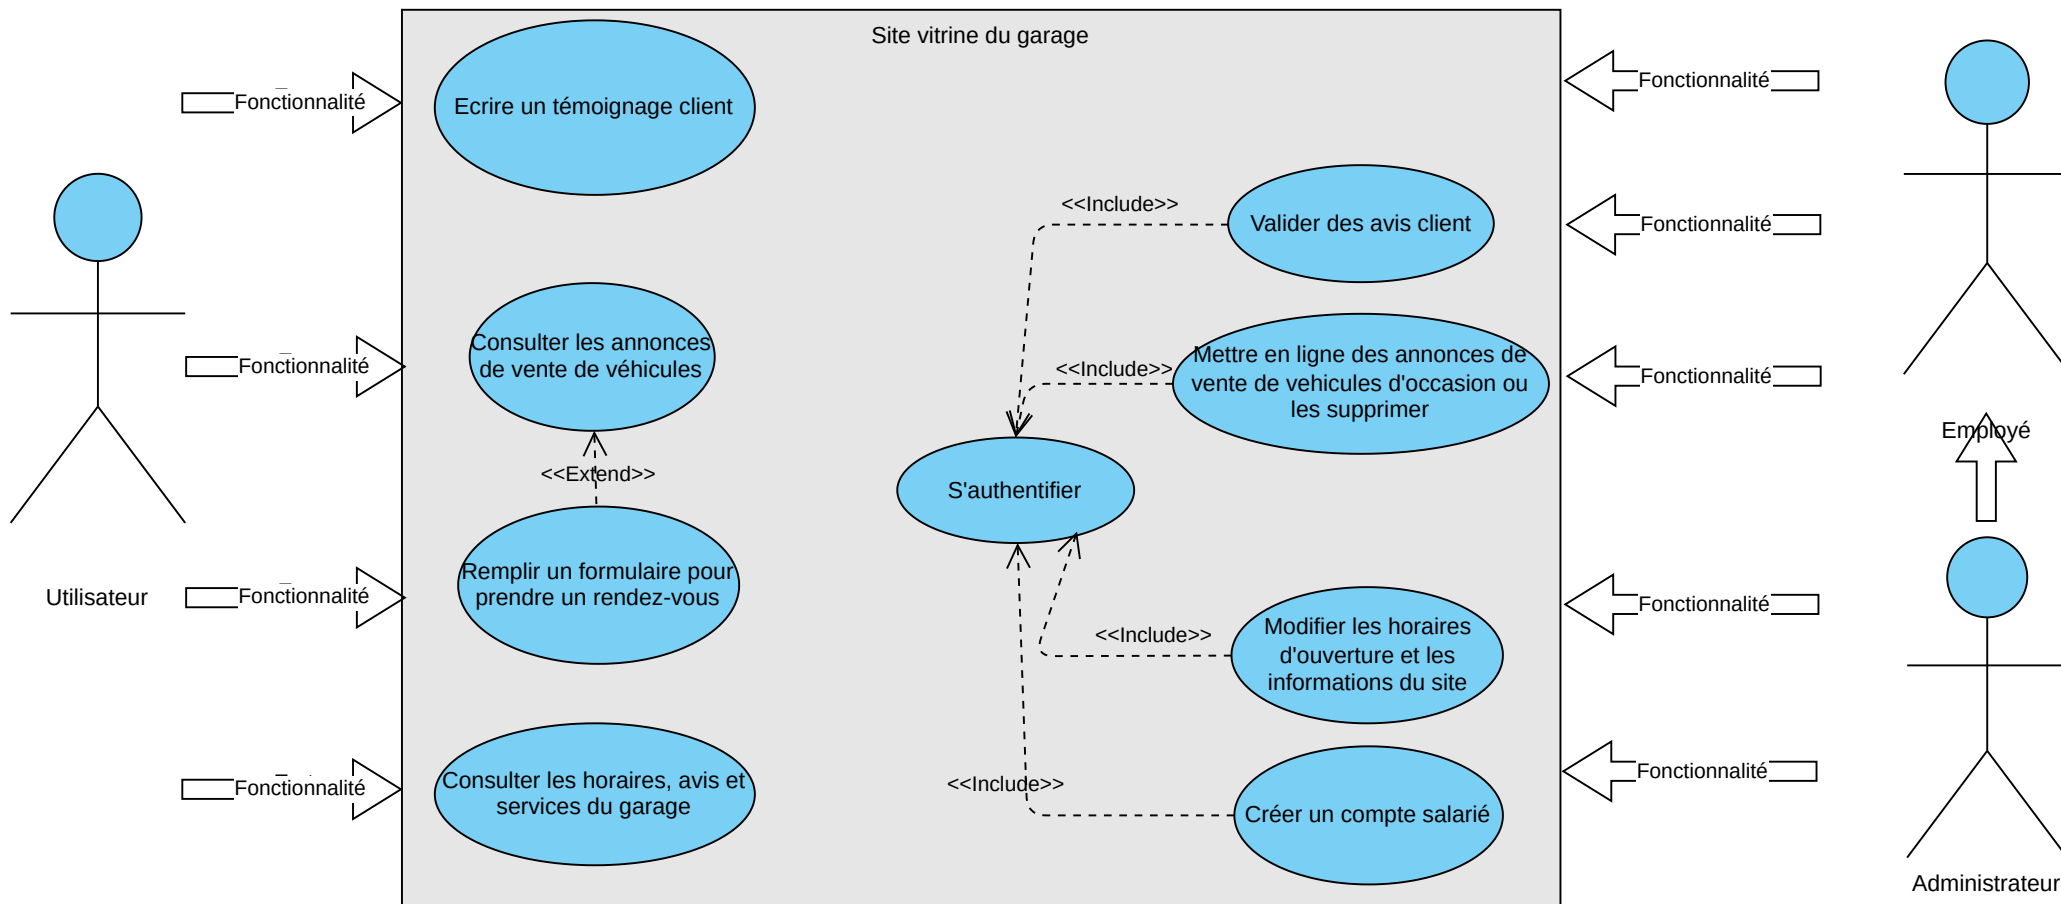 Site vitrine du garage
Fonctionnalité
Ecrire un témoignage client
Fonctionnalité
<<Include>>
Valider des avis client
Fonctionnalité
Fonctionnalité
Consulter les annonces
de vente de véhicules
<<Include>>
Mettre en ligne des annonces de
vente de vehicules d'occasion ou
les supprimer
Fonctionnalité
Employé
<<Extend>>
S'authentifier
Utilisateur
Fonctionnalité
Remplir un formulaire pour
prendre un rendez-vous
<<Include>>
Modifier les horaires
d'ouverture et les
informations du site
Fonctionnalité
Fonctionnalité
Consulter les horaires, avis et
services du garage
<<Include>>
Créer un compte salarié
Fonctionnalité
Administrateur